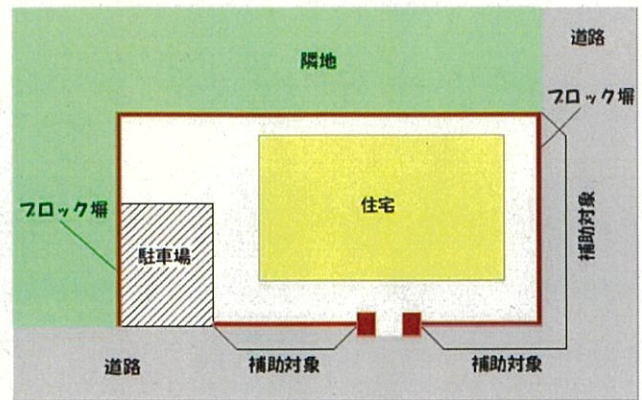 道路
隣地
ブロック塀
住宅
補助対象
ブロック塀
駐車場
道路
補助対象
補助対象